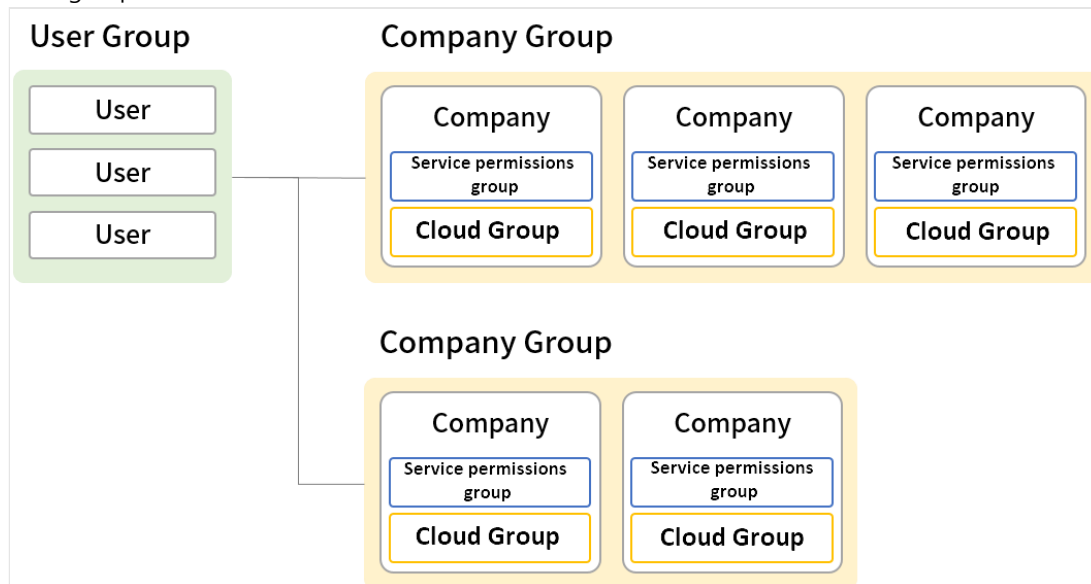 User Group
Company Group
User
User
User
Company
Service permissions
group
Cloud Group
Company
Service permissions
group
Cloud Group
Company
Service permissions
group
Cloud Group
Company Group
Company
Service permissions
group
Cloud Group
Company
Service permissions
group
Cloud Group